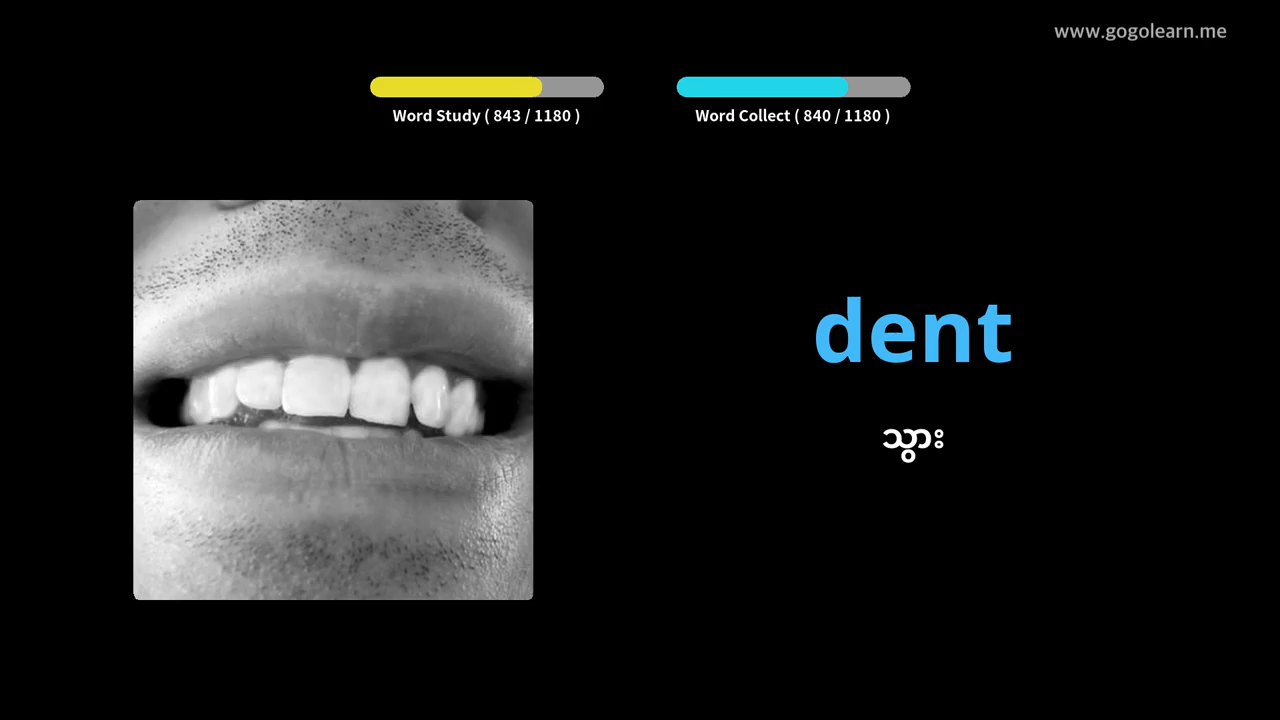 www.gogolearn.me
Word Study ( 843 / 1180 )
Word Collect ( 840 / 1180 )
dent
သွား